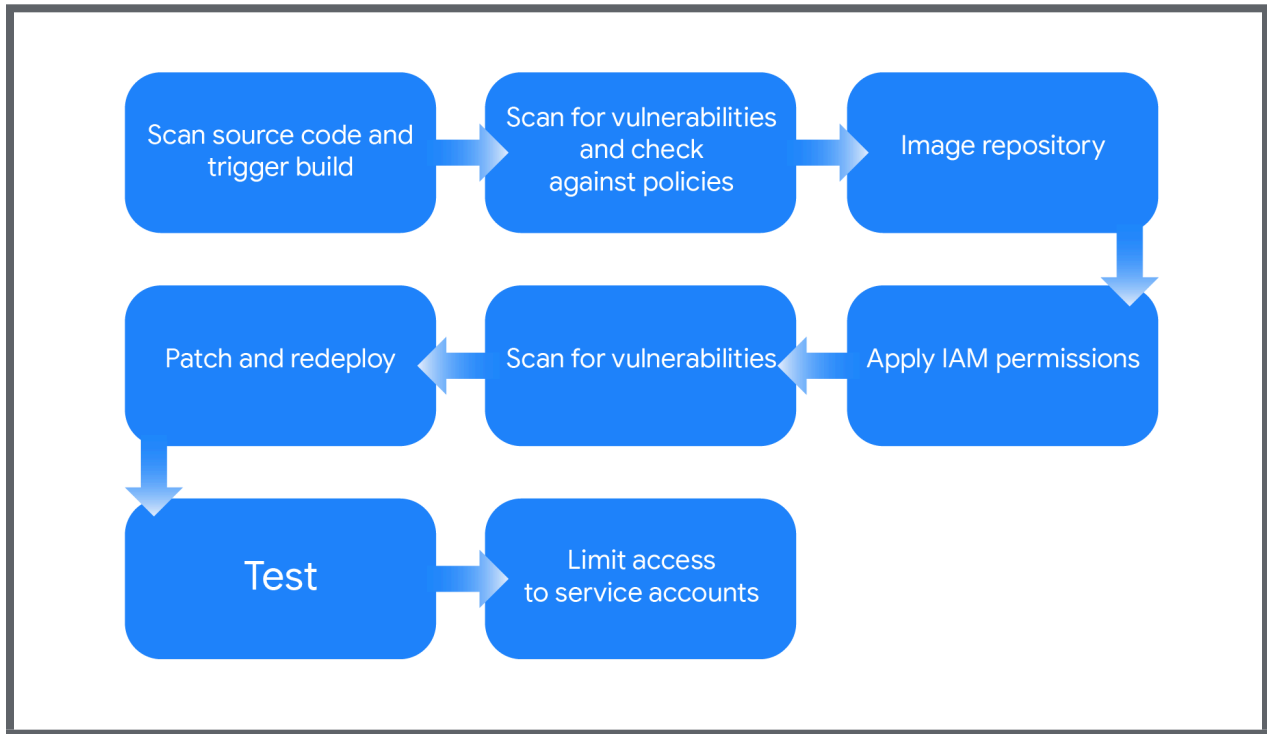 Scan source code and
trigger build
Scan for vulnerabilities
and check
against policies
Image repository
Apply IAM permissions
Scan for vulnerabilities
Patch and redeploy
Test
Limit access
to service accounts